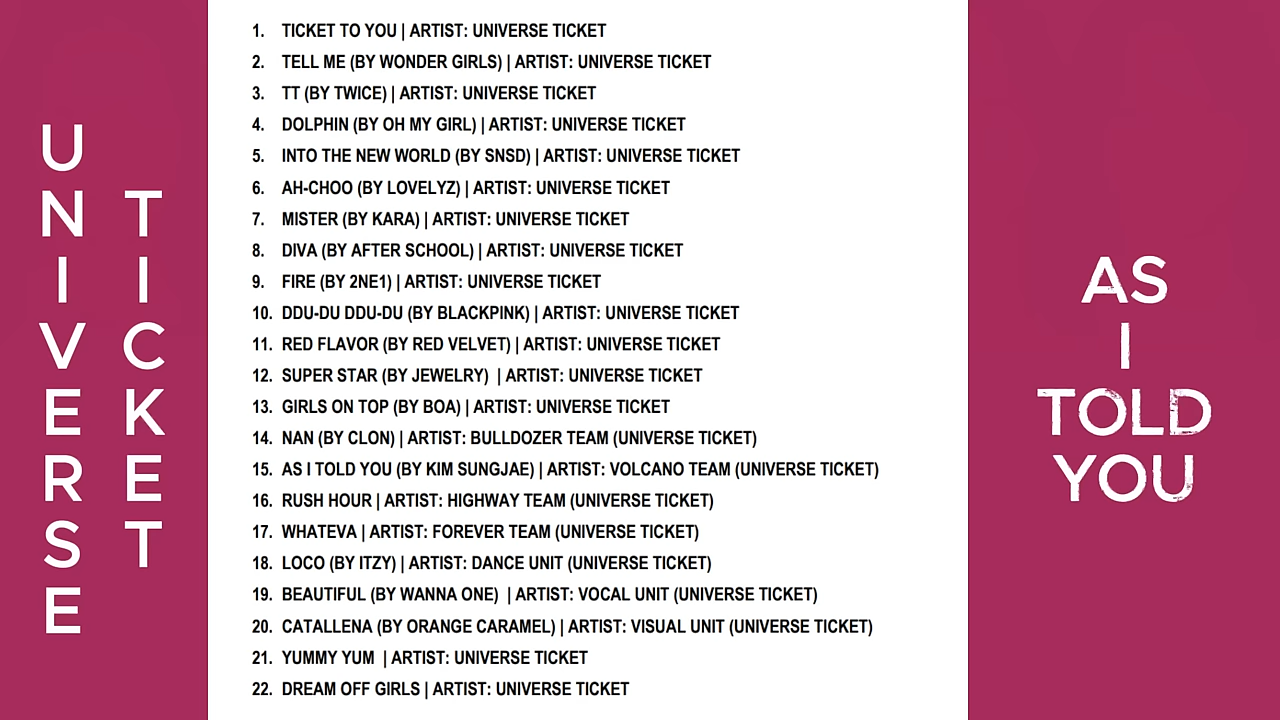 UNIVERSE
TICKET
1. TICKET TO YOU | ARTIST: UNIVERSE TICKET
2. TELL ME (BY WONDER GIRLS) | ARTIST: UNIVERSE TICKET
3. TT (BY TWICE) | ARTIST: UNIVERSE TICKET
4. DOLPHIN (BY OH MY GIRL) | ARTIST: UNIVERSE TICKET
5. INTO THE NEW WORLD (BY SNSD) | ARTIST: UNIVERSE TICKET
6. AH-CHOO (BY LOVELYZ) | ARTIST: UNIVERSE TICKET
7. MISTER (BY KARA) | ARTIST: UNIVERSE TICKET
8. DIVA (BY AFTER SCHOOL) | ARTIST: UNIVERSE TICKET
9. FIRE (BY 2NE1) | ARTIST: UNIVERSE TICKET
10. DDU-DU DDU-DU (BY BLACKPINK) | ARTIST: UNIVERSE TICKET
11. RED FLAVOR (BY RED VELVET) | ARTIST: UNIVERSE TICKET
12. SUPER STAR (BY JEWELRY) | ARTIST: UNIVERSE TICKET
13. GIRLS ON TOP (BY BOA) | ARTIST: UNIVERSE TICKET
14. NAN (BY CLON) | ARTIST: BULLDOZER TEAM (UNIVERSE TICKET)
15. AS I TOLD YOU (BY KIM SUNGJAE) | ARTIST: VOLCANO TEAM (UNIVERSE TICKET)
16. RUSH HOUR | ARTIST: HIGHWAY TEAM (UNIVERSE TICKET)
17. WHATEVA | ARTIST: FOREVER TEAM (UNIVERSE TICKET)
18. LOCO (BY ITZY) | ARTIST: DANCE UNIT (UNIVERSE TICKET)
19. BEAUTIFUL (BY WANNA ONE) | ARTIST: VOCAL UNIT (UNIVERSE TICKET)
20. CATALLENA (BY ORANGE CARAMEL) | ARTIST: VISUAL UNIT (UNIVERSE TICKET)
21. YUMMY YUM | ARTIST: UNIVERSE TICKET
22. DREAM OFF GIRLS | ARTIST: UNIVERSE TICKET
AS
I
TOLD
YOU